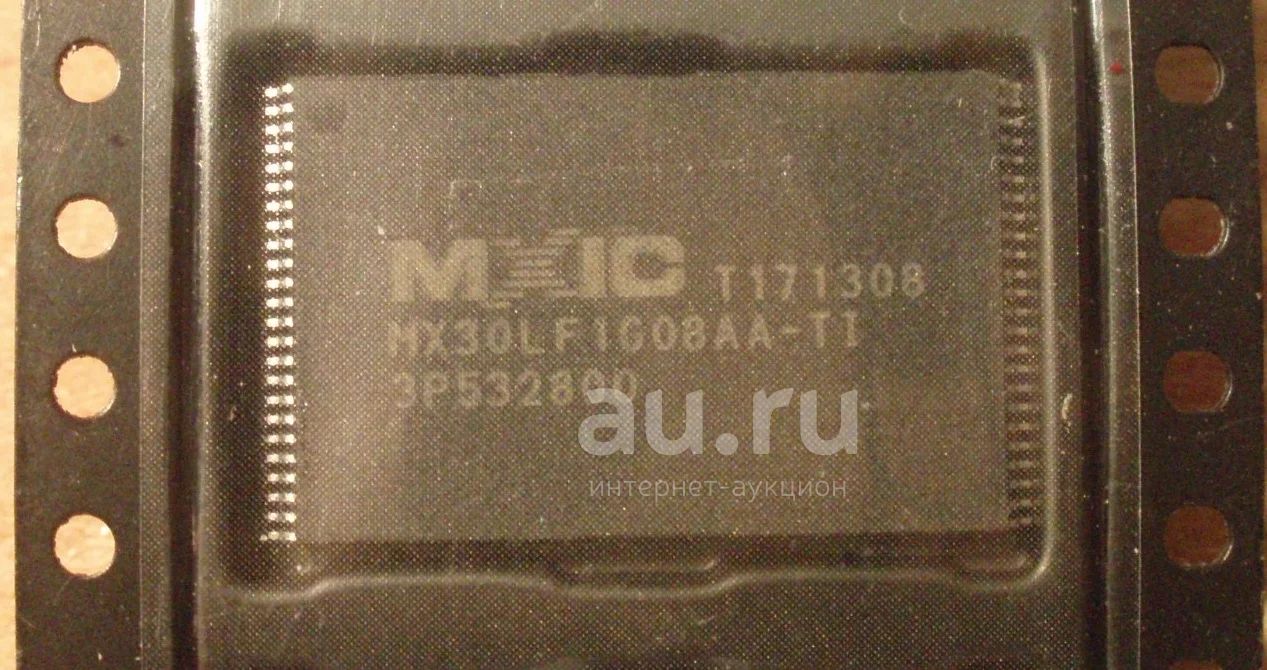 MXIC T171308
MX30LF1G08AA-TI
3P532800
au.ru
интернет-аукцион